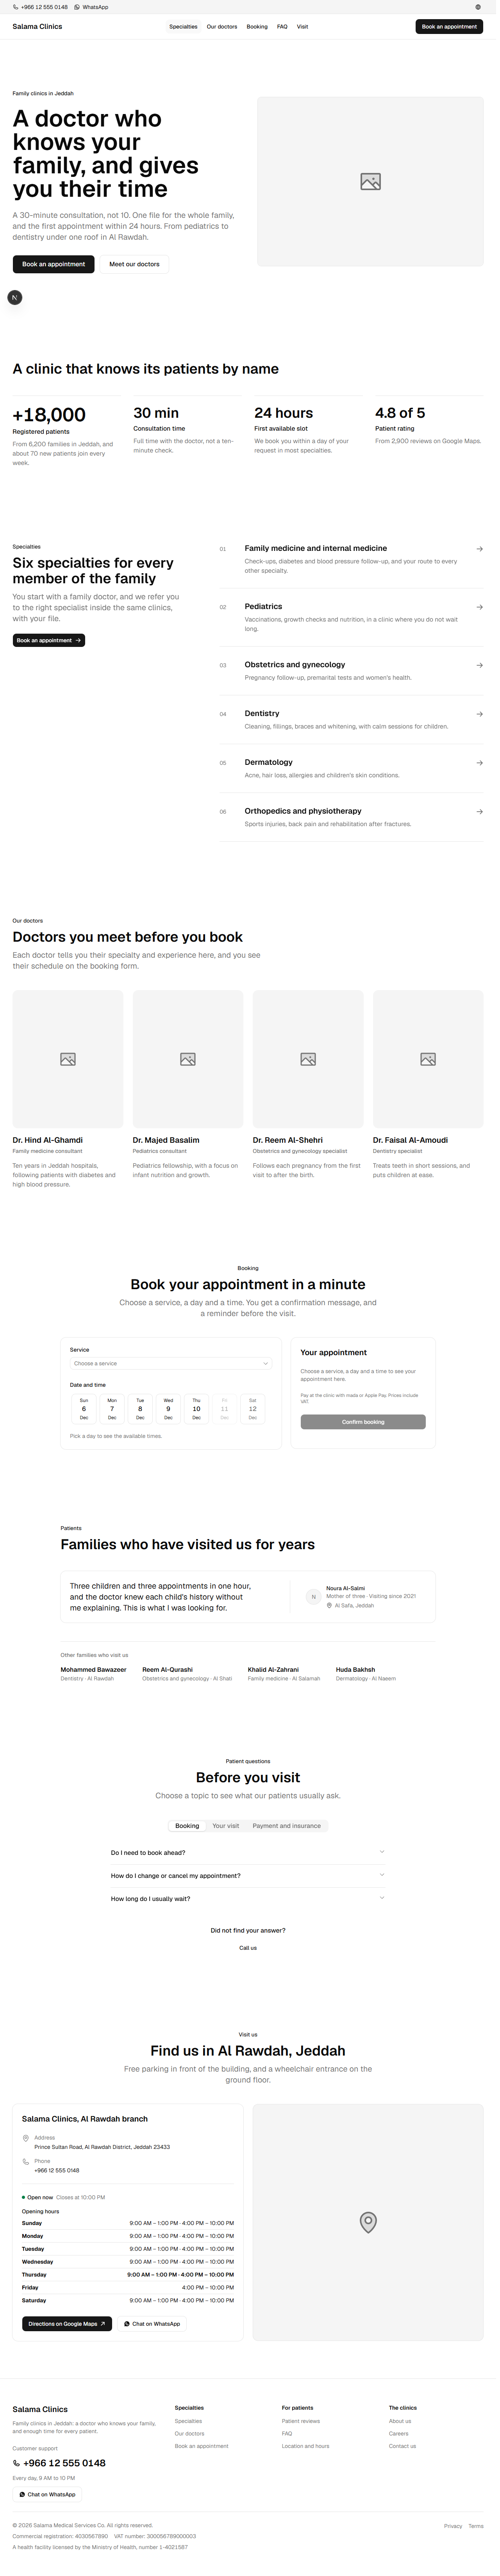 +966 12 555 0148 WhatsApp
Salama Clinics
Specialties Our doctors Booking FAQ Visit
Book an appointment
Family clinics in Jeddah
A doctor who
knows your
family, and gives
you their time
A 30-minute consultation, not 10. One file for the whole family,
and the first appointment within 24 hours. From pediatrics to
dentistry under one roof in Al Rawdah.
Book an appointment
Meet our doctors
N
A clinic that knows its patients by name
+18,000
Registered patients
From 6,200 families in Jeddah, and
about 70 new patients join every
week.
30 min
Consultation time
Full time with the doctor, not a ten-
minute check.
24 hours
First available slot
We book you within a day of your
request in most specialties.
4.8 of 5
Patient rating
From 2,900 reviews on Google Maps.
Specialties
Six specialties for every
member of the family
You start with a family doctor, and we refer you
to the right specialist inside the same clinics,
with your file.
Book an appointment
01
Family medicine and internal medicine
Check-ups, diabetes and blood pressure follow-up, and your route to every
other specialty.
02
Pediatrics
Vaccinations, growth checks and nutrition, in a clinic where you do not wait
long.
03
Obstetrics and gynecology
Pregnancy follow-up, premarital tests and women's health.
04
Dentistry
Cleaning, fillings, braces and whitening, with calm sessions for children.
05
Dermatology
Acne, hair loss, allergies and children's skin conditions.
06
Orthopedics and physiotherapy
Sports injuries, back pain and rehabilitation after fractures.
Our doctors
Doctors you meet before you book
Each doctor tells you their specialty and experience here, and you see
their schedule on the booking form.
Dr. Hind Al-Ghamdi
Family medicine consultant
Ten years in Jeddah hospitals,
following patients with diabetes and
high blood pressure.
Dr. Majed Basalim
Pediatrics consultant
Pediatrics fellowship, with a focus on
infant nutrition and growth.
Dr. Reem Al-Shehri
Obstetrics and gynecology specialist
Follows each pregnancy from the first
visit to after the birth.
Dr. Faisal Al-Amoudi
Dentistry specialist
Treats teeth in short sessions, and
puts children at ease.
Booking
Book your appointment in a minute
Choose a service, a day and a time. You get a confirmation message, and
a reminder before the visit.
Service
Choose a service
Date and time
Sun Mon Tue Wed Thu Fri Sat
6 7 8 9 10 11 12
Dec Dec Dec Dec Dec Dec Dec
Pick a day to see the available times.
Your appointment
Choose a service, a day and a time to see your
appointment here.
Pay at the clinic with mada or Apple Pay. Prices include
VAT.
Confirm booking
Patients
Families who have visited us for years
Three children and three appointments in one hour,
and the doctor knew each child's history without
me explaining. This is what I was looking for.
N
Noura Al-Salmi
Mother of three · Visiting since 2021
Al Safa, Jeddah
Other families who visit us
Mohammed Bawazeer
Dentistry · Al Rawdah
Reem Al-Qurashi
Obstetrics and gynecology · Al Shati
Khalid Al-Zahrani
Family medicine · Al Salamah
Huda Bakhsh
Dermatology · Al Naeem
Patient questions
Before you visit
Choose a topic to see what our patients usually ask.
Booking Your visit Payment and insurance
Do I need to book ahead?
How do I change or cancel my appointment?
How long do I usually wait?
Did not find your answer?
Call us
Visit us
Find us in Al Rawdah, Jeddah
Free parking in front of the building, and a wheelchair entrance on the
ground floor.
Salama Clinics, Al Rawdah branch
Address
Prince Sultan Road, Al Rawdah District, Jeddah 23433
Phone
+966 12 555 0148
Open now Closes at 10:00 PM
Opening hours
Sunday 9:00 AM – 1:00 PM · 4:00 PM – 10:00 PM
Monday 9:00 AM – 1:00 PM · 4:00 PM – 10:00 PM
Tuesday 9:00 AM – 1:00 PM · 4:00 PM – 10:00 PM
Wednesday 9:00 AM – 1:00 PM · 4:00 PM – 10:00 PM
Thursday 9:00 AM – 1:00 PM · 4:00 PM – 10:00 PM
Friday 4:00 PM – 10:00 PM
Saturday 9:00 AM – 1:00 PM · 4:00 PM – 10:00 PM
Directions on Google Maps
Chat on WhatsApp
Salama Clinics
Family clinics in Jeddah: a doctor who knows your family,
and enough time for every patient.
Customer support
+966 12 555 0148
Every day, 9 AM to 10 PM
Chat on WhatsApp
Specialties
Specialties
Our doctors
Book an appointment
For patients
Patient reviews
FAQ
Location and hours
The clinics
About us
Careers
Contact us
© 2026 Salama Medical Services Co. All rights reserved.
Commercial registration: 4030567890 VAT number: 300056789000003
A health facility licensed by the Ministry of Health, number 1-4021567
Privacy Terms